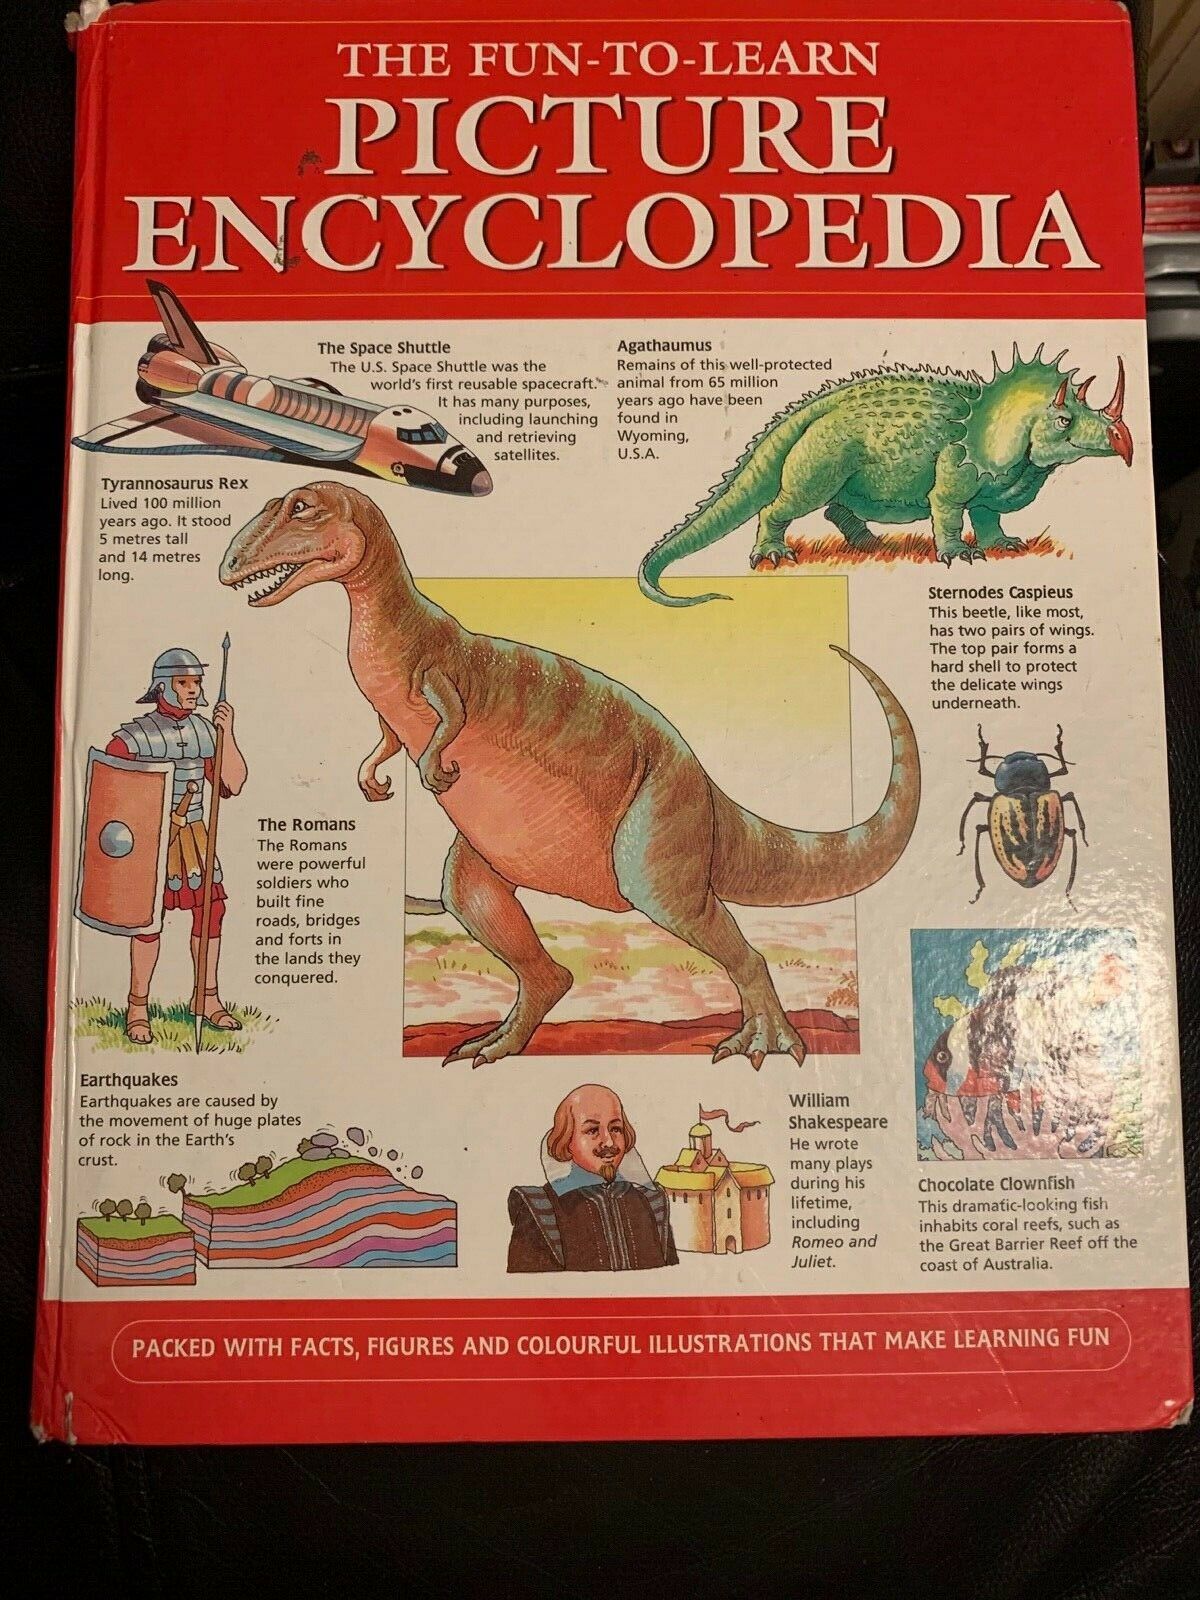 THE FUN-TO-LEARN
PICTURE
ENCYCLOPEDIA
The Space Shuttle
The U.S. Space Shuttle was the
world's first reusable spacecraft.
It has many purposes,
including launching
and retrieving
satellites.
Agathaumus
Remains of this well-protected
animal from 65 million
years ago have been
found in
Wyoming,
U.S.A.
Tyrannosaurus Rex
Lived 100 million
years ago. It stood
5 metres tall
and 14 metres
long.
Sternodes Caspieus
This beetle, like most,
has two pairs of wings.
The top pair forms a
hard shell to protect
the delicate wings
underneath.
The Romans
The Romans
were powerful
soldiers who
built fine
roads, bridges
and forts in
the lands they
conquered.
Earthquakes
Earthquakes are caused by
the movement of huge plates
of rock in the Earth's
crust.
William
Shakespeare
He wrote
many plays
during his
lifetime,
including
Romeo and
Juliet.
Chocolate Clownfish
This dramatic-looking fish
inhabits coral reefs, such as
the Great Barrier Reef off the
coast of Australia.
PACKED WITH FACTS, FIGURES AND COLOURFUL ILLUSTRATIONS THAT MAKE LEARNING FUN